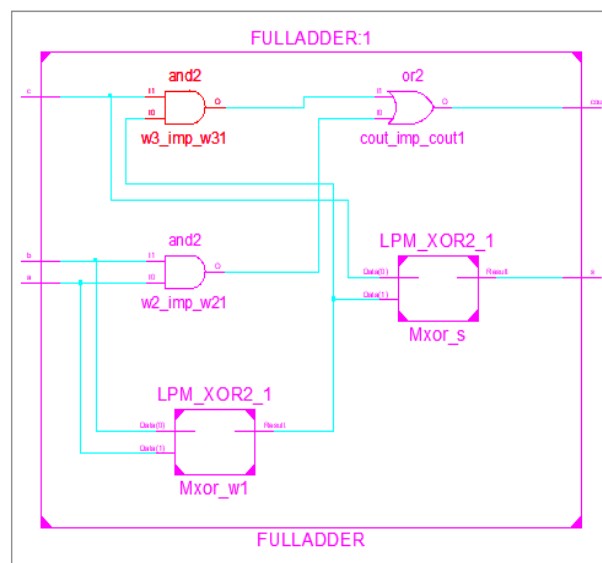 FULLADDER:1
and2
or2
c
I1
I0
O
w3_imp_w31
I1
I0
O
cout_imp_cout1
cou
and2
b
a
I1
I0
O
w2_imp_w21
LPM_XOR2_1
Data(0)
Data(1)
Result
s
Mxor_s
LPM_XOR2_1
Data(0)
Data(1)
Result
Mxor_w1
FULLADDER